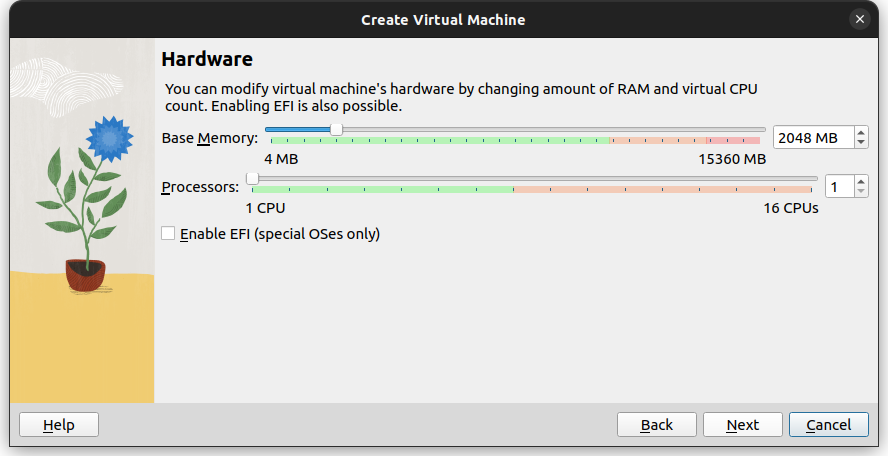 Create Virtual Machine
Hardware
You can modify virtual machine's hardware by changing amount of RAM and virtual CPU
count. Enabling EFI is also possible.
Base Memory:
2048 MB
4 MB
15360 MB
Processors:
1
1 CPU
16 CPUs
Enable EFI (special OSes only)
Help
Back
Next
Cancel